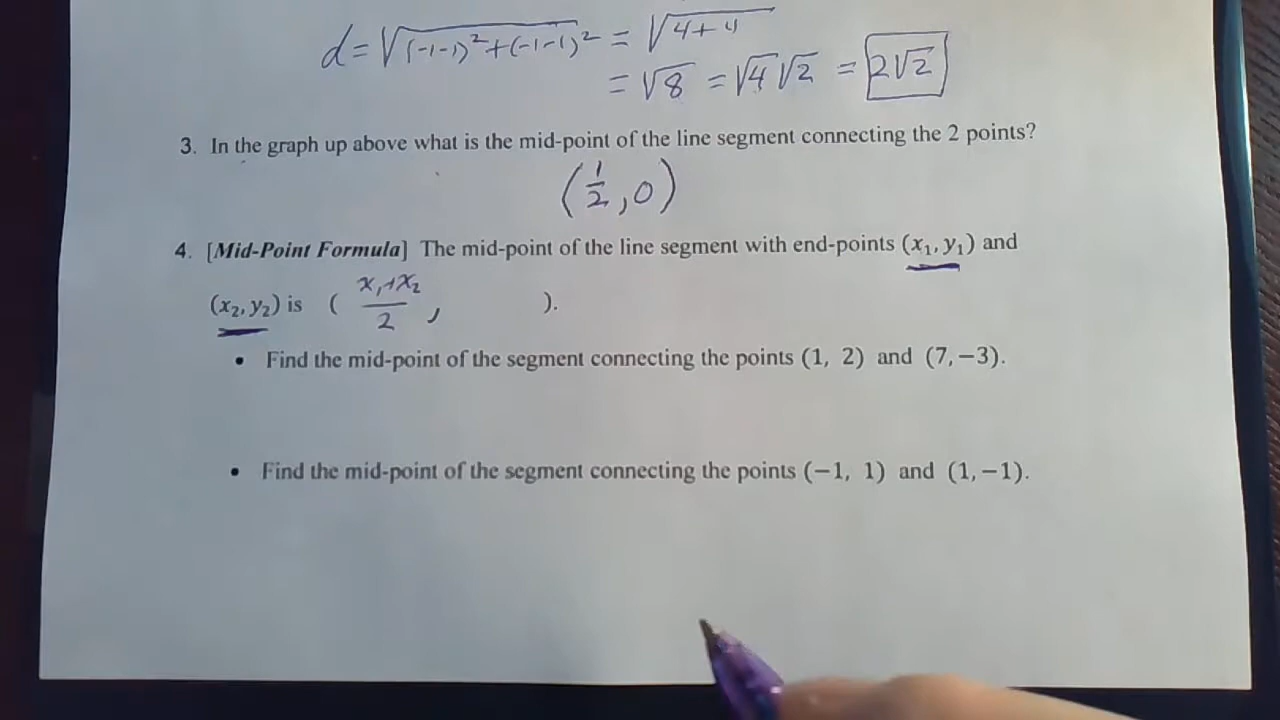 d = √(-1-1)² + (-1-1)² = √4+4
= √8 = √4 √2 = 2√2
3. In the graph up above what is the mid-point of the line segment connecting the 2 points?
(1/2, 0)
4. [Mid-Point Formula] The mid-point of the line segment with end-points (x₁, y₁) and
(x₂, y₂) is ( x₁+x₂/2 , ).
• Find the mid-point of the segment connecting the points (1, 2) and (7, −3).
• Find the mid-point of the segment connecting the points (−1, 1) and (1, −1).